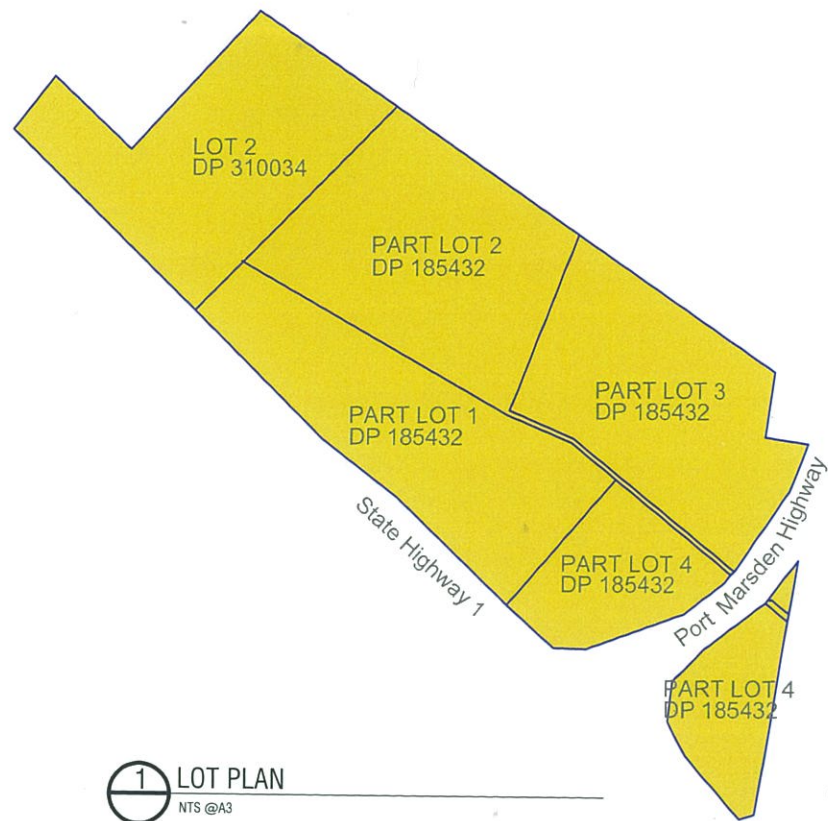 LOT 2
DP 310034
PART LOT 2
DP 185432
PART LOT 3
DP 185432
PART LOT 1
DP 185432
State Highway 1
PART LOT 4
DP 185432
Port Marsden Highway
PART LOT 4
DP 185432
1
LOT PLAN
NTS @A3